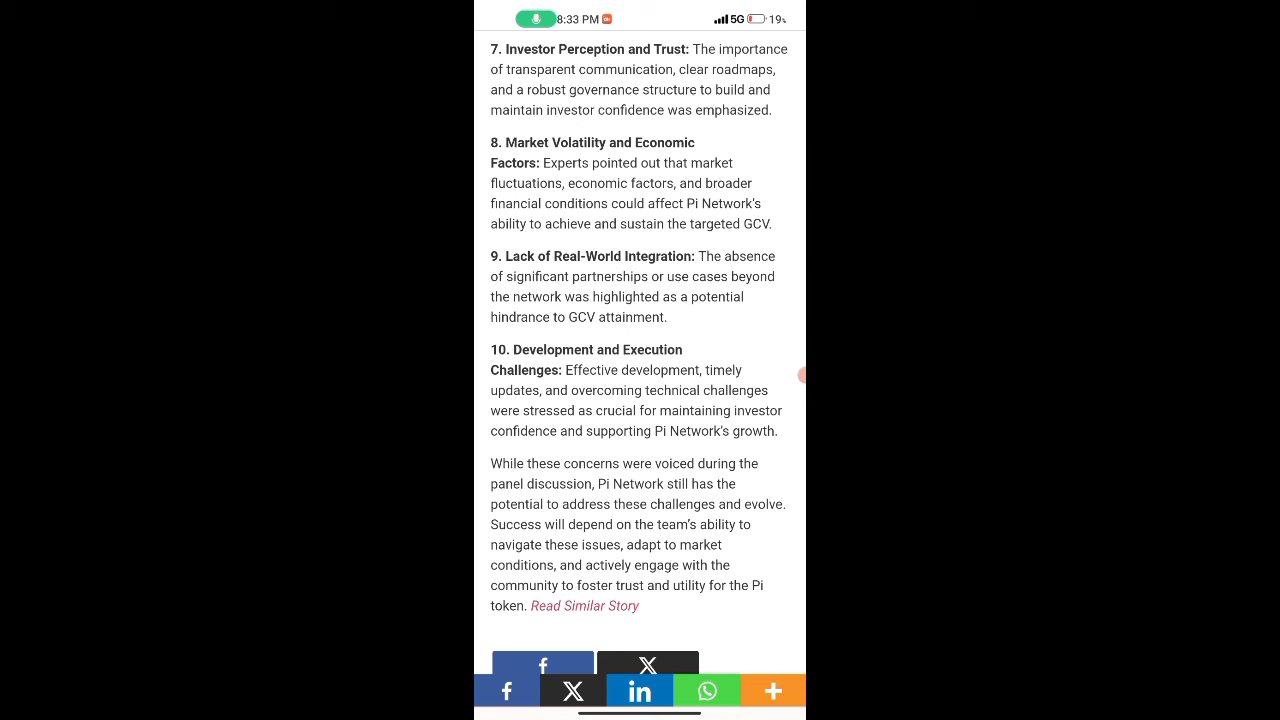 8:33 PM 5G 19%
7. Investor Perception and Trust: The importance
of transparent communication, clear roadmaps,
and a robust governance structure to build and
maintain investor confidence was emphasized.
8. Market Volatility and Economic
Factors: Experts pointed out that market
fluctuations, economic factors, and broader
financial conditions could affect Pi Network’s
ability to achieve and sustain the targeted GCV.
9. Lack of Real-World Integration: The absence
of significant partnerships or use cases beyond
the network was highlighted as a potential
hindrance to GCV attainment.
10. Development and Execution
Challenges: Effective development, timely
updates, and overcoming technical challenges
were stressed as crucial for maintaining investor
confidence and supporting Pi Network’s growth.
While these concerns were voiced during the
panel discussion, Pi Network still has the
potential to address these challenges and evolve.
Success will depend on the team’s ability to
navigate these issues, adapt to market
conditions, and actively engage with the
community to foster trust and utility for the Pi
token. Read Similar Story